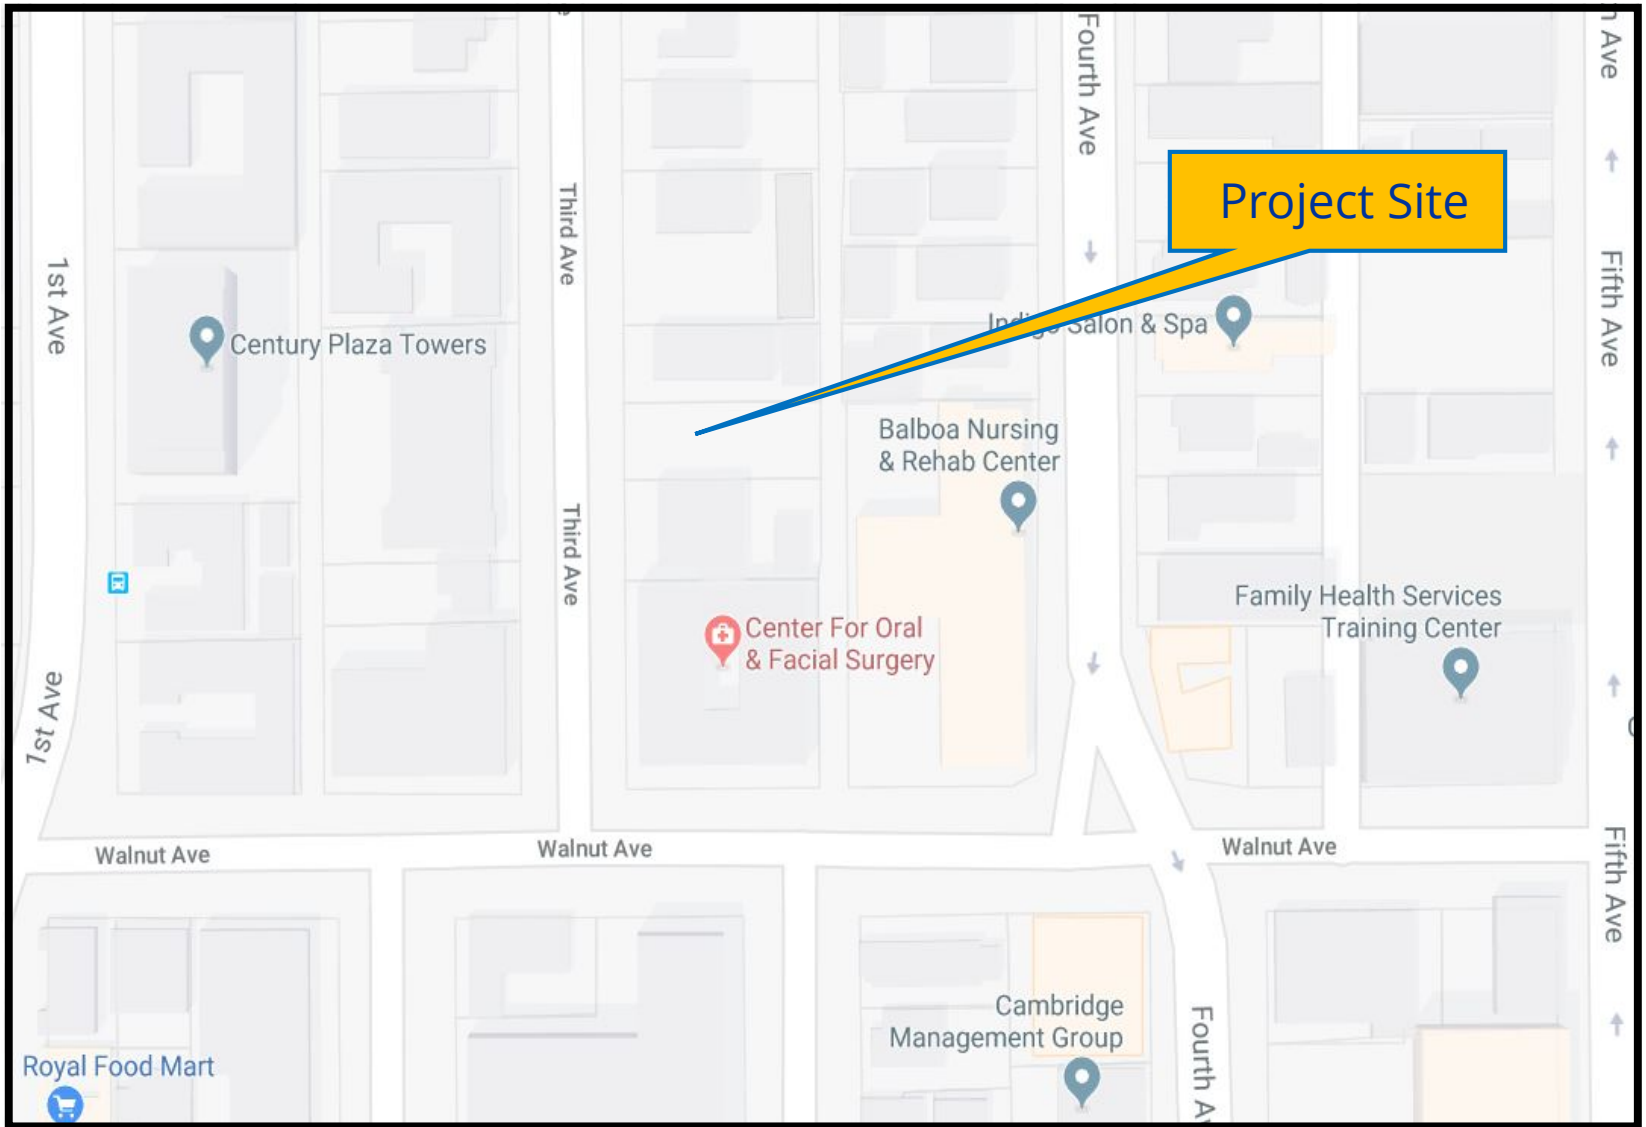 Fourth Ave
Ave
Project Site
Third Ave
1st Ave
Fifth Ave
Indigo Salon & Spa
Century Plaza Towers
Balboa Nursing
& Rehab Center
Third Ave
Family Health Services
Training Center
Center For Oral
& Facial Surgery
1st Ave
Walnut Ave
Walnut Ave
Walnut Ave
Fifth Ave
Cambridge
Management Group
Fourth A
Royal Food Mart